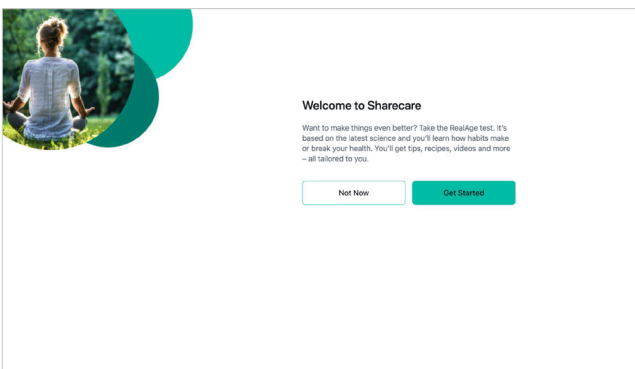 Welcome to Sharecare
Want to make things even better? Take the RealAge test. It's
based on the latest science and you'll learn how habits make
or break your health. You'll get tips, recipes, videos and more
– all tailored to you.
Not Now
Get Started